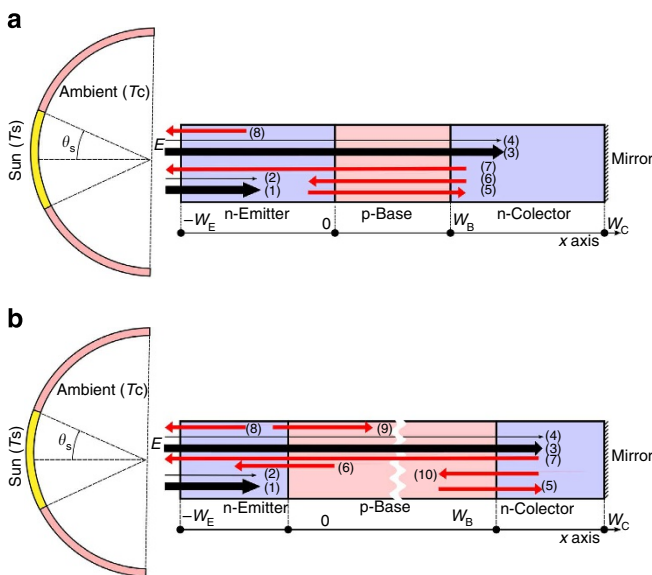 a
Ambient (Tc)
Sun (Ts)
θs
E
(8)
(4)
(3)
(7)
(6)
(2)
(5)
(1)
Mirror
n-Emitter
p-Base
n-Colector
−WE
0
WB
WC
x axis
b
Ambient (Tc)
Sun (Ts)
θs
E
(8)
(9)
(4)
(3)
(7)
(6)
(2)
(10)
(1)
(5)
Mirror
n-Emitter
p-Base
n-Colector
−WE
0
WB
WC
x axis